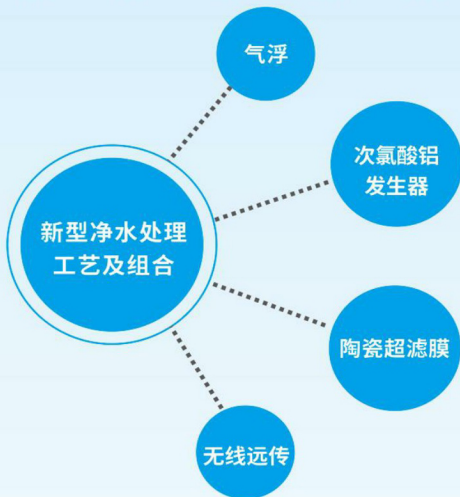 气浮
次氯酸铝
发生器
新型净水处理
工艺及组合
陶瓷超滤膜
无线远传